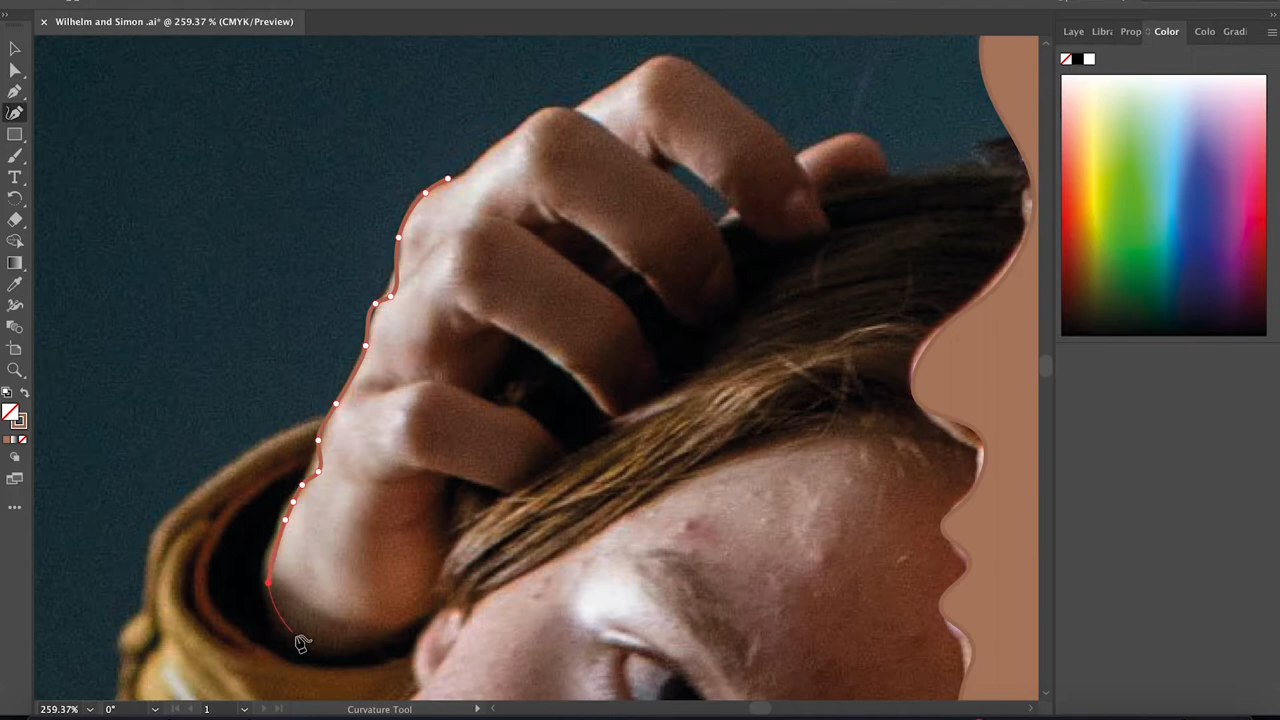 Wilhelm and Simon .ai* @ 259.37 % (CMYK/Preview)
Laye Libra Prop Color Colo Gradi
259.37% 0° 1 Curvature Tool